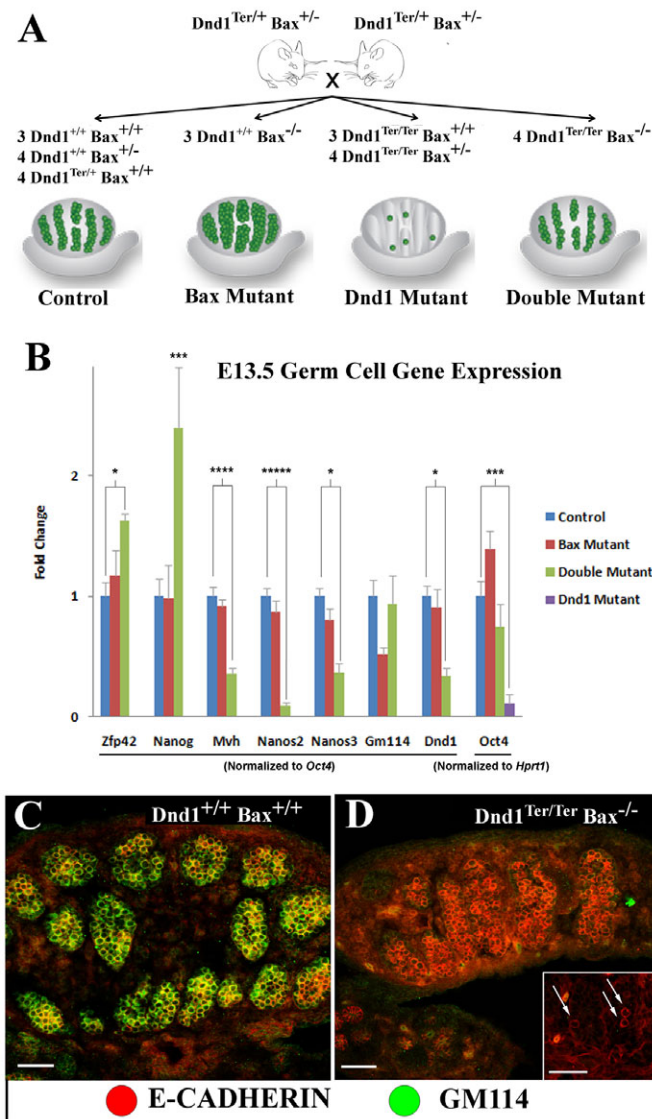 A
Dnd1Ter/+ Bax+/- Dnd1Ter/+ Bax+/-
X
3 Dnd1+/+ Bax+/+
4 Dnd1+/+ Bax+/-
4 Dnd1Ter/+ Bax+/+
3 Dnd1+/+ Bax-/-
3 Dnd1Ter/Ter Bax+/+
4 Dnd1Ter/Ter Bax+/-
4 Dnd1Ter/Ter Bax-/-
Control Bax Mutant Dnd1 Mutant Double Mutant
B
E13.5 Germ Cell Gene Expression
*** 
* **** ***** * * ***
2
1
0
Fold Change
Control
Bax Mutant
Double Mutant
Dnd1 Mutant
Zfp42 Nanog Mvh Nanos2 Nanos3 Gm114 Dnd1 Oct4
(Normalized to Oct4) (Normalized to Hprt1)
C Dnd1+/+ Bax+/+
D Dnd1Ter/Ter Bax-/-
E-CADHERIN GM114